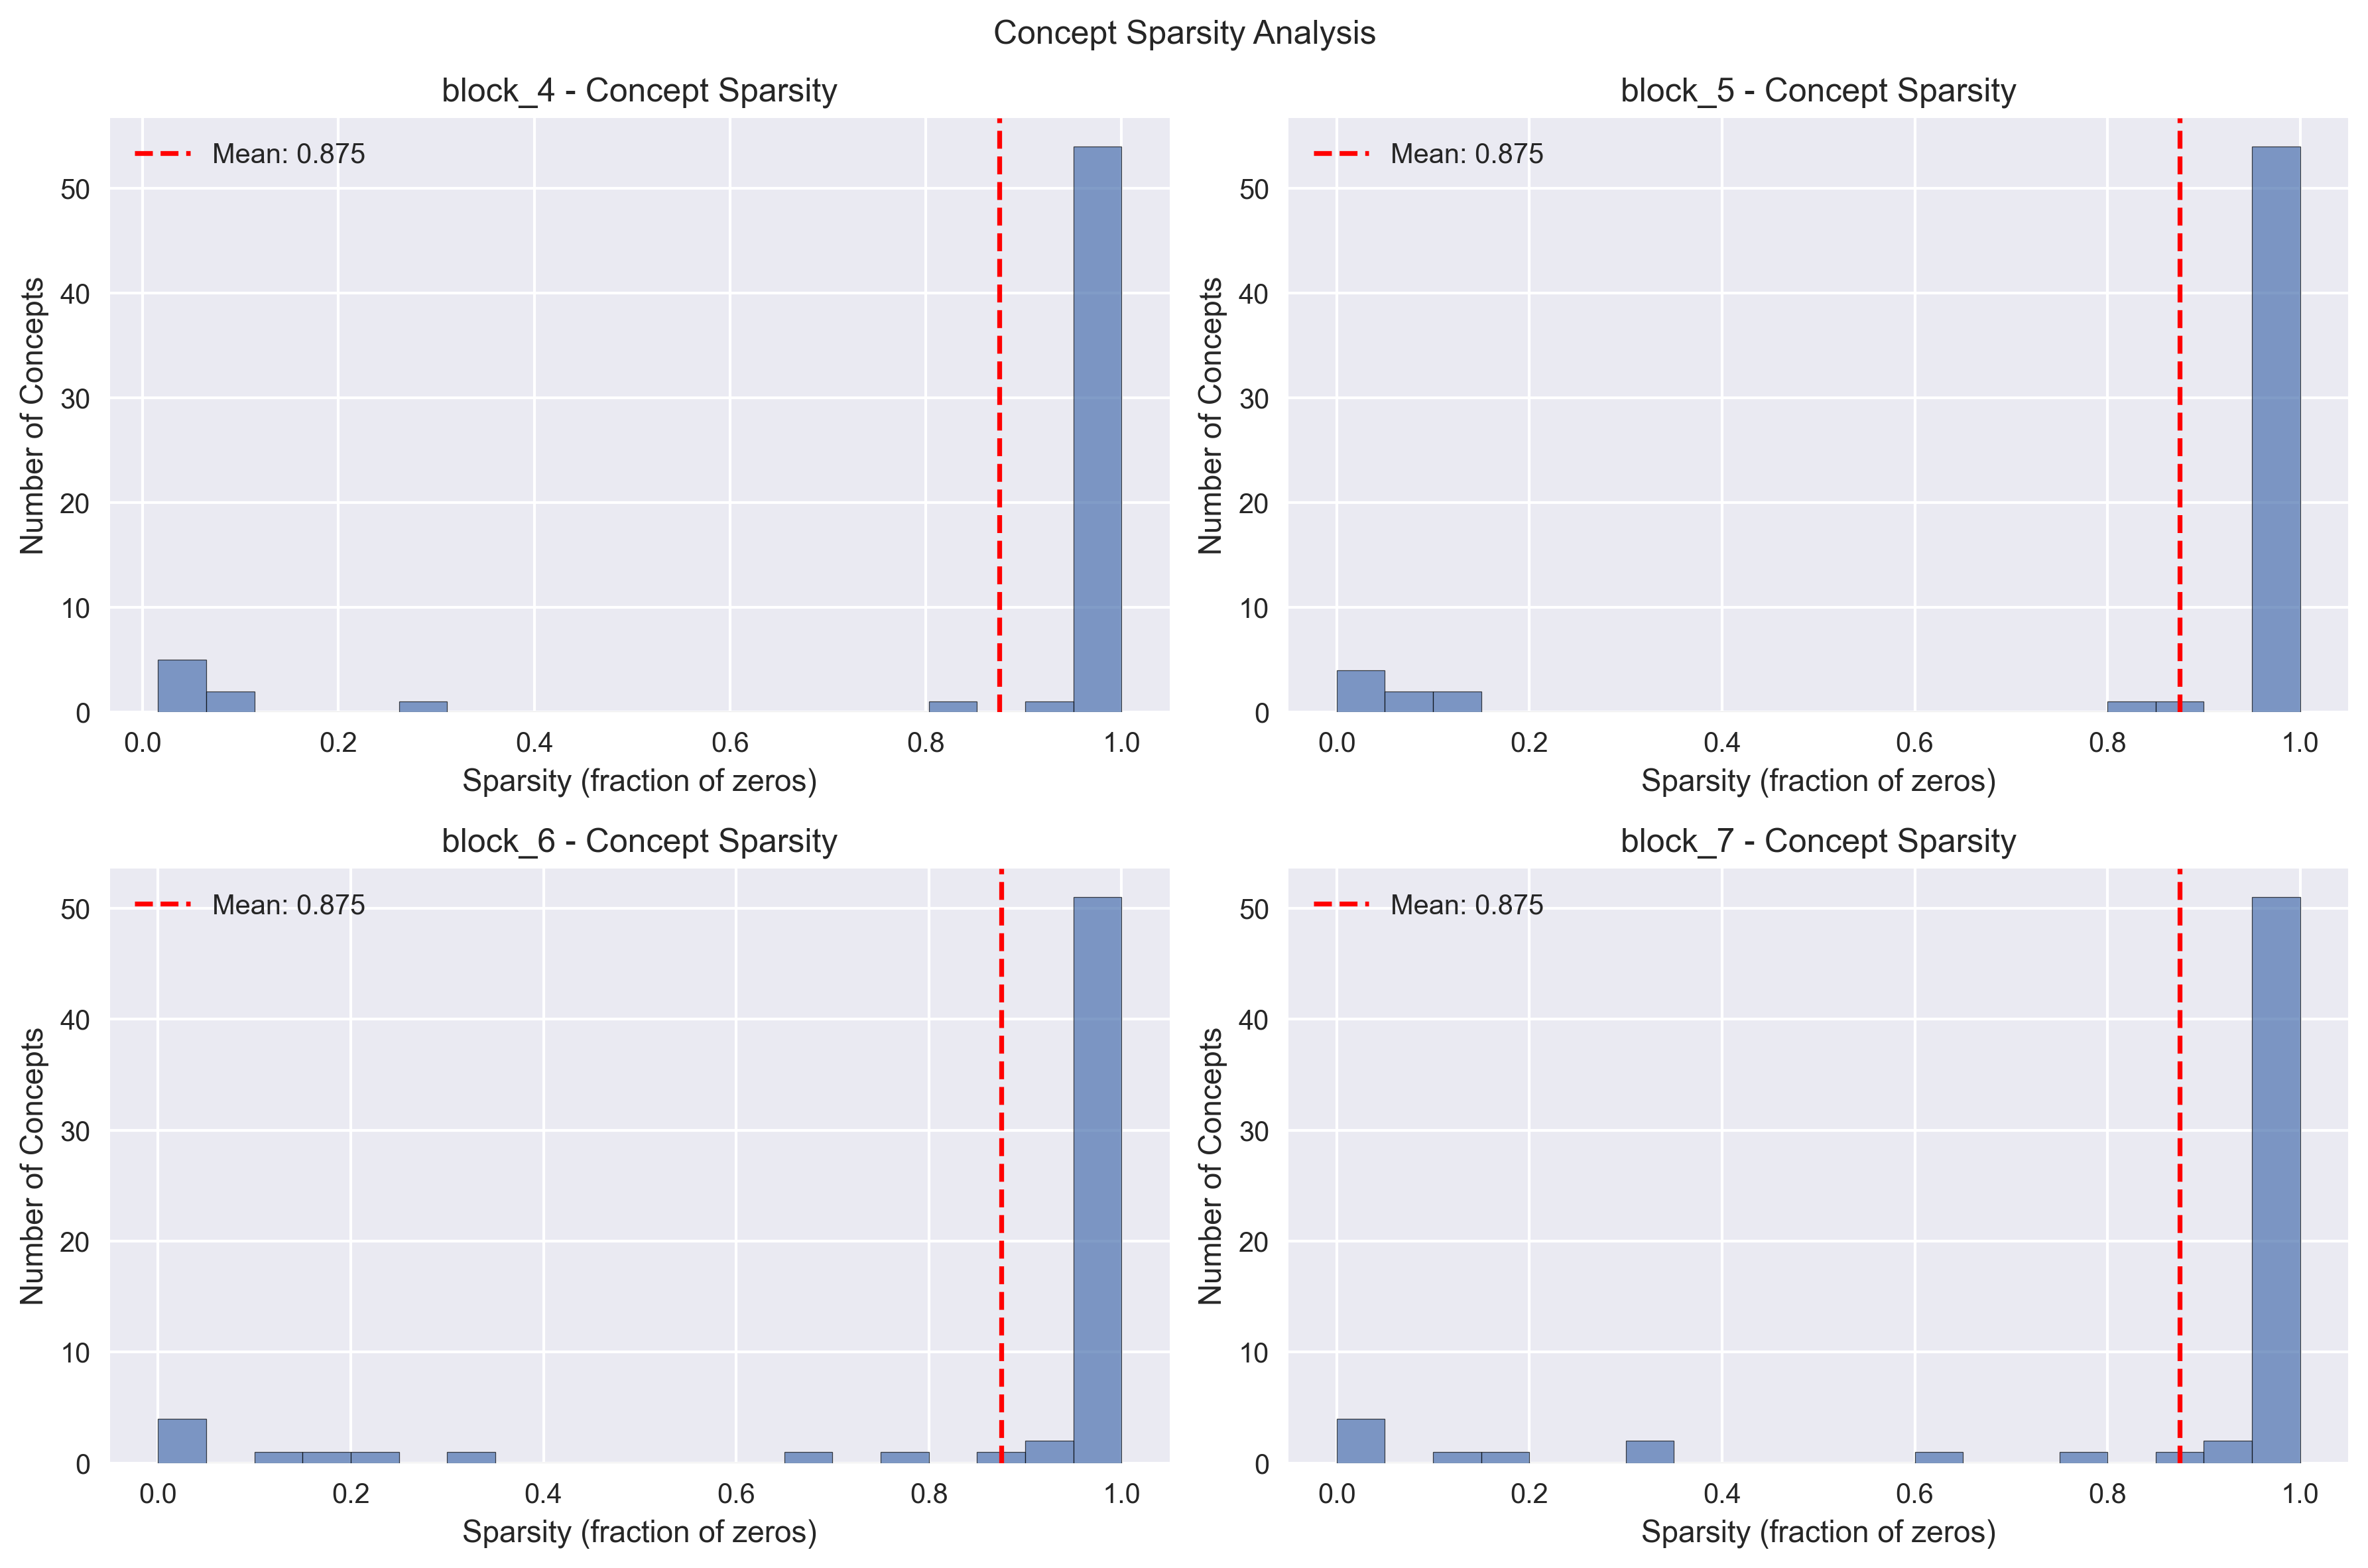 Concept Sparsity Analysis
block_4 - Concept Sparsity
Mean: 0.875
Number of Concepts
50
40
30
20
10
0
0.0 0.2 0.4 0.6 0.8 1.0
Sparsity (fraction of zeros)
block_5 - Concept Sparsity
Mean: 0.875
Number of Concepts
50
40
30
20
10
0
0.0 0.2 0.4 0.6 0.8 1.0
Sparsity (fraction of zeros)
block_6 - Concept Sparsity
Mean: 0.875
Number of Concepts
50
40
30
20
10
0
0.0 0.2 0.4 0.6 0.8 1.0
Sparsity (fraction of zeros)
block_7 - Concept Sparsity
Mean: 0.875
Number of Concepts
50
40
30
20
10
0
0.0 0.2 0.4 0.6 0.8 1.0
Sparsity (fraction of zeros)